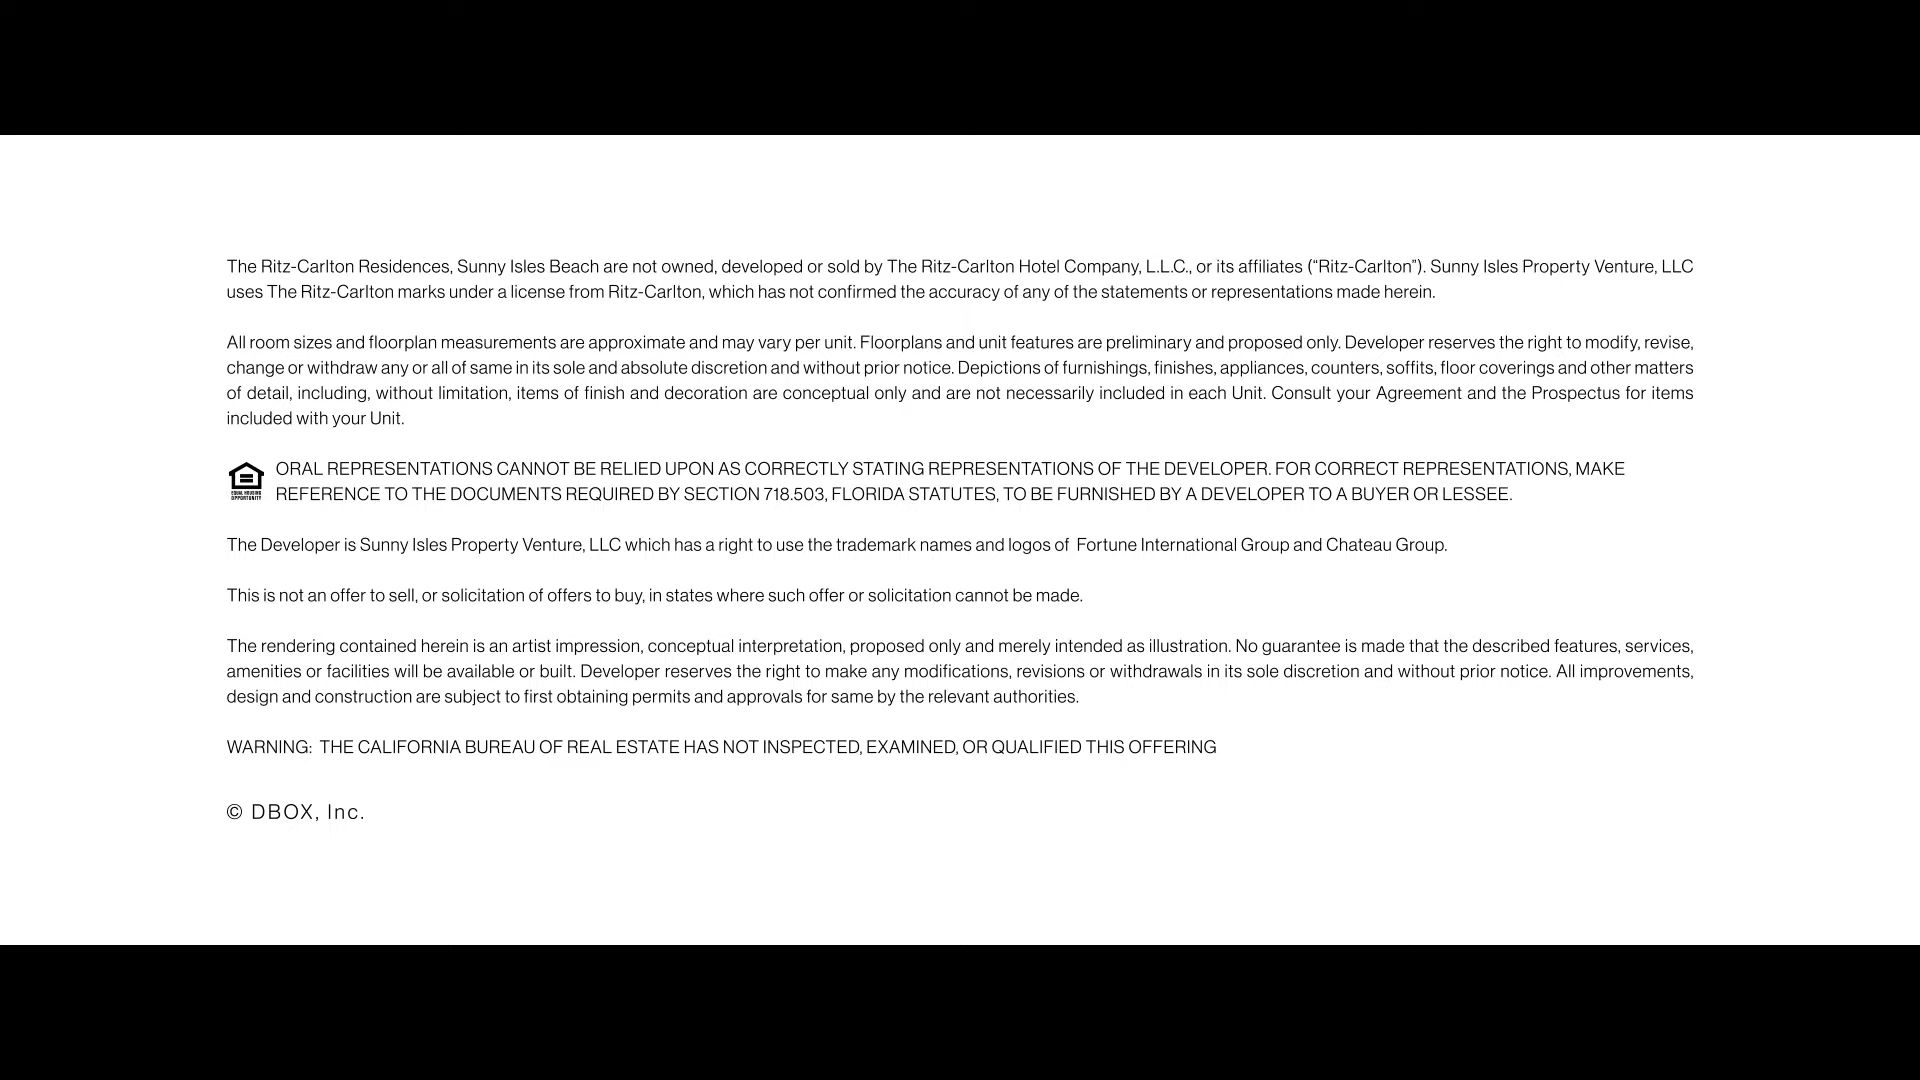 The Ritz-Carlton Residences, Sunny Isles Beach are not owned, developed or sold by The Ritz-Carlton Hotel Company, L.L.C., or its affiliates (“Ritz-Carlton”). Sunny Isles Property Venture, LLC
uses The Ritz-Carlton marks under a license from Ritz-Carlton, which has not confirmed the accuracy of any of the statements or representations made herein.
All room sizes and floorplan measurements are approximate and may vary per unit. Floorplans and unit features are preliminary and proposed only. Developer reserves the right to modify, revise,
change or withdraw any or all of same in its sole and absolute discretion and without prior notice. Depictions of furnishings, finishes, appliances, counters, soffits, floor coverings and other matters
of detail, including, without limitation, items of finish and decoration are conceptual only and are not necessarily included in each Unit. Consult your Agreement and the Prospectus for items
included with your Unit.
EQUAL HOUSING
OPPORTUNITY
ORAL REPRESENTATIONS CANNOT BE RELIED UPON AS CORRECTLY STATING REPRESENTATIONS OF THE DEVELOPER. FOR CORRECT REPRESENTATIONS, MAKE
REFERENCE TO THE DOCUMENTS REQUIRED BY SECTION 718.503, FLORIDA STATUTES, TO BE FURNISHED BY A DEVELOPER TO A BUYER OR LESSEE.
The Developer is Sunny Isles Property Venture, LLC which has a right to use the trademark names and logos of  Fortune International Group and Chateau Group.
This is not an offer to sell, or solicitation of offers to buy, in states where such offer or solicitation cannot be made.
The rendering contained herein is an artist impression, conceptual interpretation, proposed only and merely intended as illustration. No guarantee is made that the described features, services,
amenities or facilities will be available or built. Developer reserves the right to make any modifications, revisions or withdrawals in its sole discretion and without prior notice. All improvements,
design and construction are subject to first obtaining permits and approvals for same by the relevant authorities.
WARNING:  THE CALIFORNIA BUREAU OF REAL ESTATE HAS NOT INSPECTED, EXAMINED, OR QUALIFIED THIS OFFERING
© DBOX, Inc.